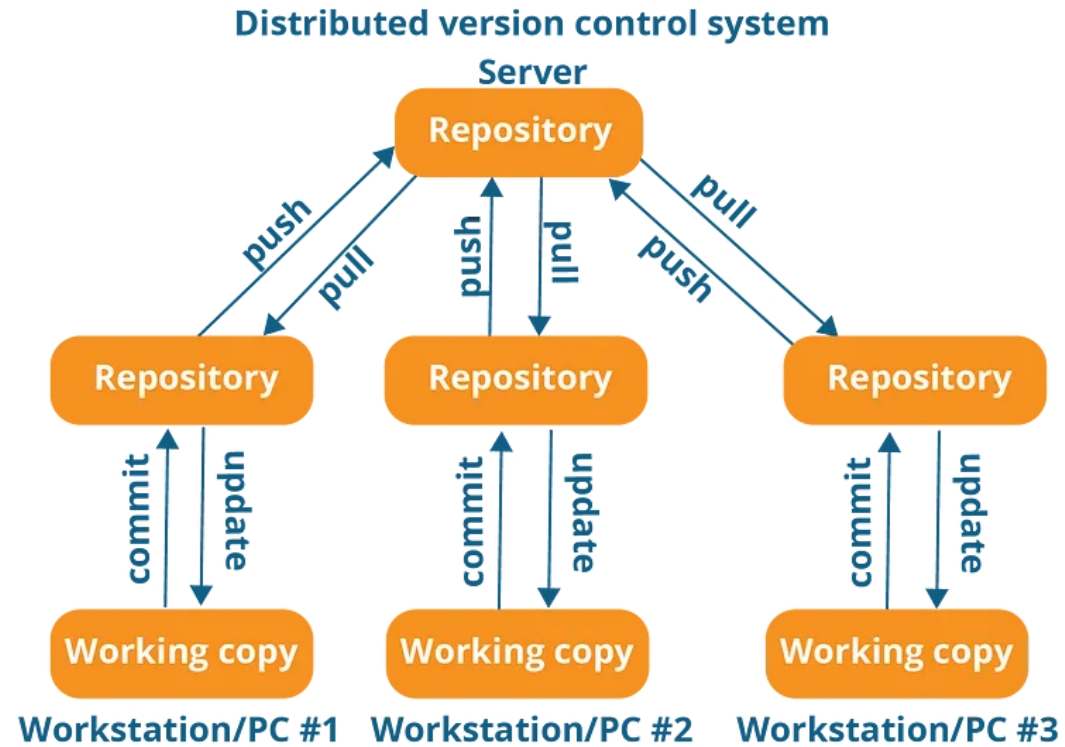 Distributed version control system
Server
Repository
push
pull
push
pull
push
pull
Repository
Repository
Repository
commit
update
commit
update
commit
update
Working copy
Working copy
Working copy
Workstation/PC #1
Workstation/PC #2
Workstation/PC #3